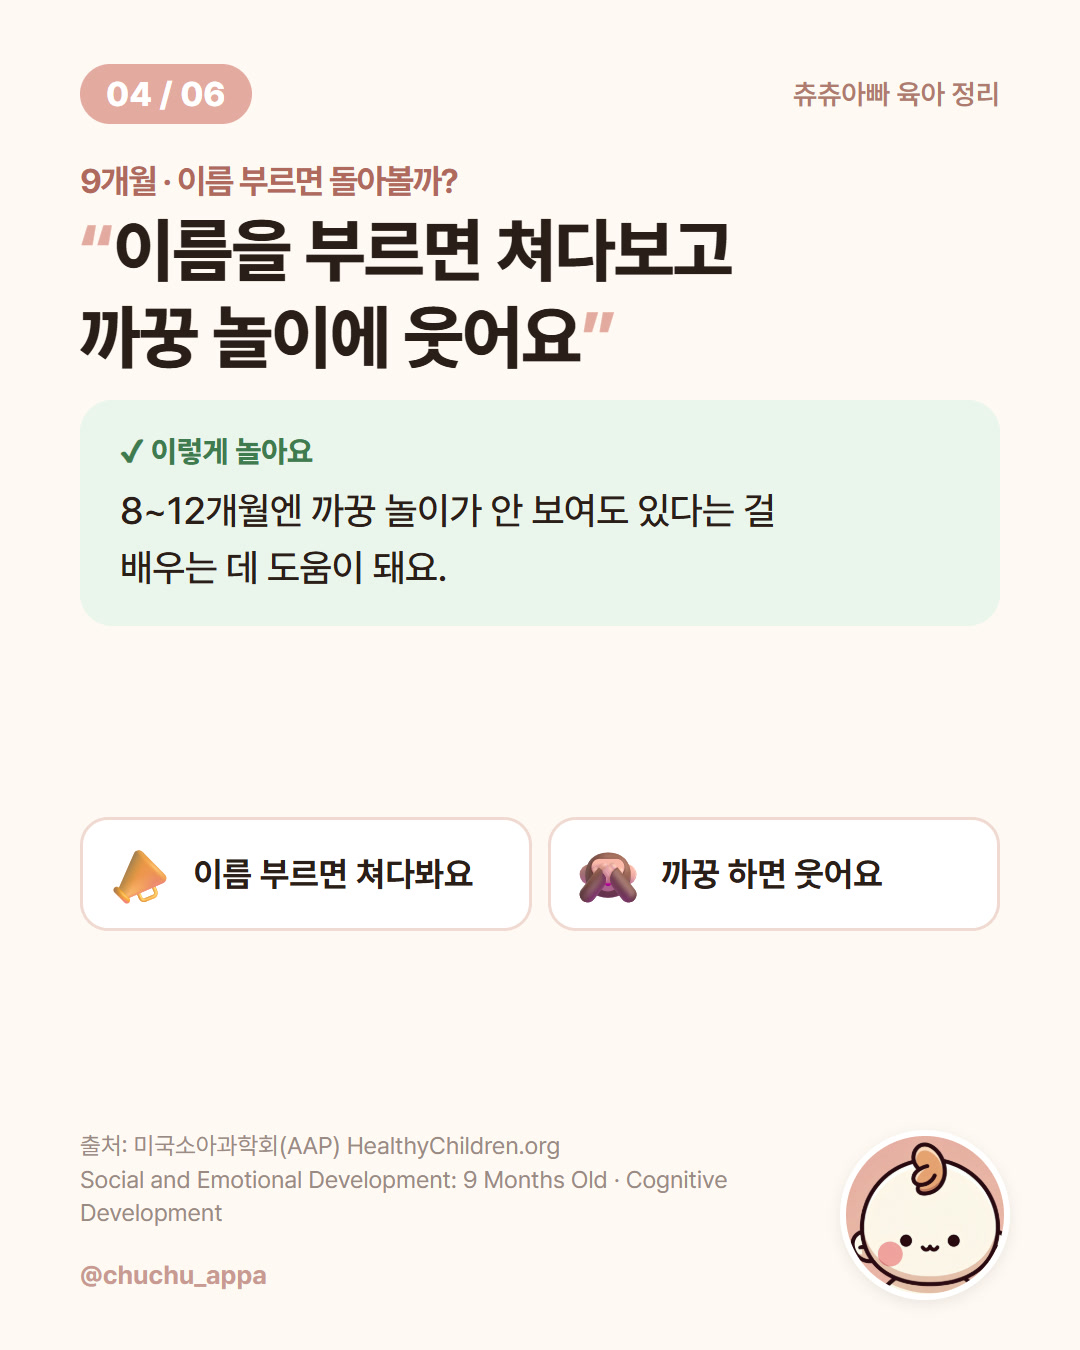 04 / 06
츄츄아빠 육아 정리
9개월 · 이름 부르면 돌아볼까?
“이름을 부르면 쳐다보고
까꿍 놀이에 웃어요”
✔ 이렇게 놀아요
8~12개월엔 까꿍 놀이가 안 보여도 있다는 걸
배우는 데 도움이 돼요.
이름 부르면 쳐다봐요
까꿍 하면 웃어요
출처: 미국소아과학회(AAP) HealthyChildren.org
Social and Emotional Development: 9 Months Old · Cognitive
Development
@chuchu_appa